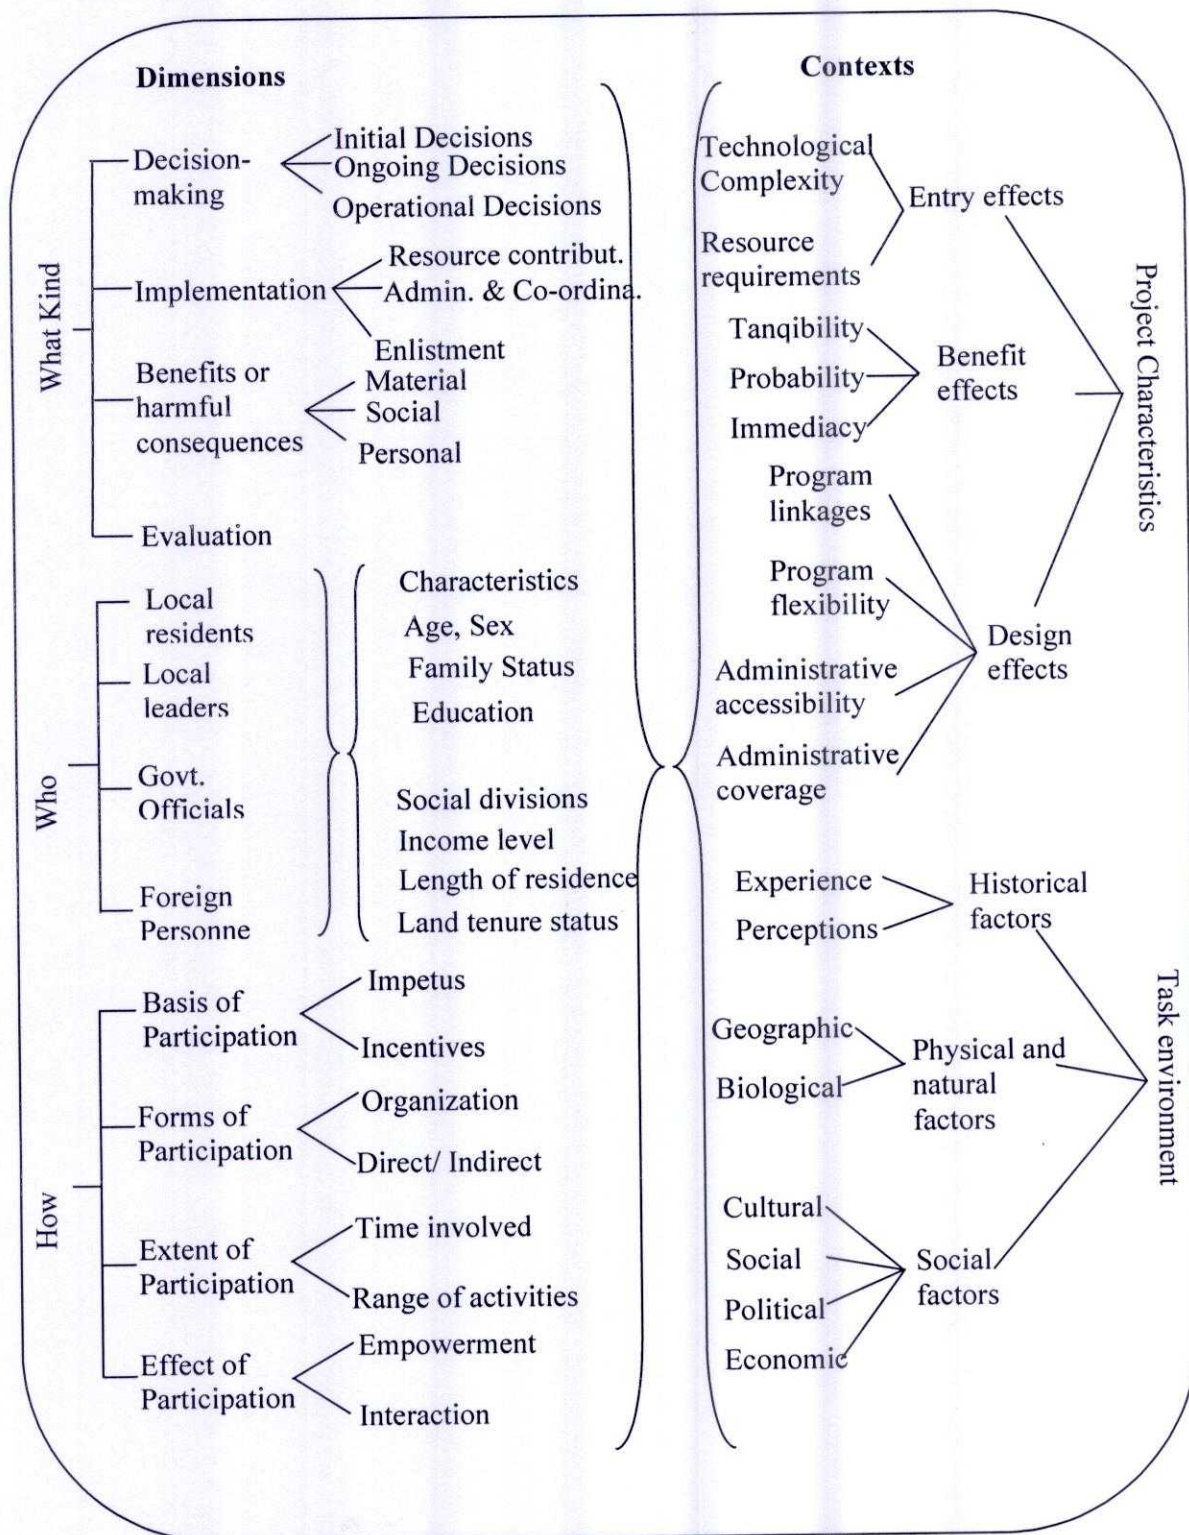 Dimensions
What Kind
Decision-
making
Initial Decisions
Ongoing Decisions
Operational Decisions
Implementation
Resource contribut.
Admin. & Co-ordina.
Enlistment
Benefits or
harmful
consequences
Material
Social
Personal
Evaluation
Who
Local
residents
Local
leaders
Govt.
Officials
Foreign
Personne
Characteristics
Age, Sex
Family Status
Education
Social divisions
Income level
Length of residence
Land tenure status
How
Basis of
Participation
Impetus
Incentives
Forms of
Participation
Organization
Direct/ Indirect
Extent of
Participation
Time involved
Range of activities
Effect of
Participation
Empowerment
Interaction
Contexts
Technological
Complexity
Resource
requirements
Entry effects
Tanqibility
Probability
Immediacy
Benefit
effects
Program
linkages
Program
flexibility
Administrative
accessibility
Administrative
coverage
Design
effects
Project Characteristics
Experience
Perceptions
Historical
factors
Geographic
Biological
Physical and
natural
factors
Cultural
Social
Political
Economic
Social
factors
Task environment